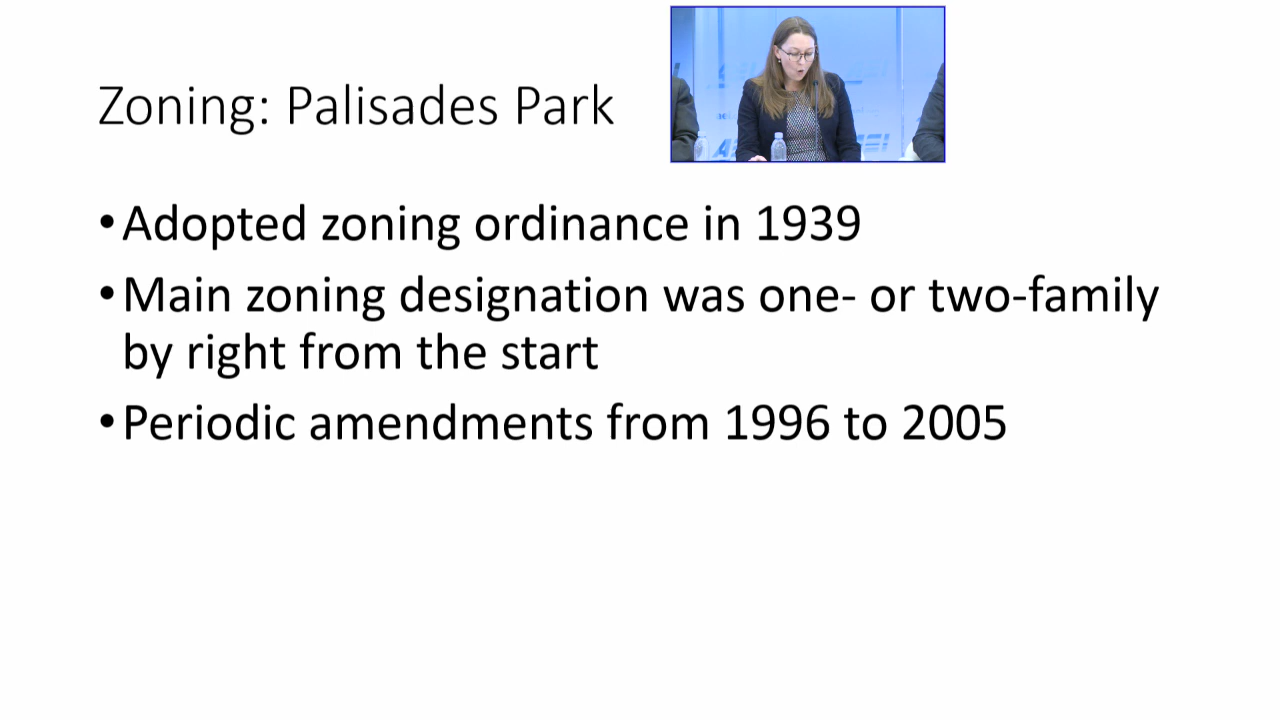 Zoning: Palisades Park
•Adopted zoning ordinance in 1939
•Main zoning designation was one- or two-family
by right from the start
•Periodic amendments from 1996 to 2005